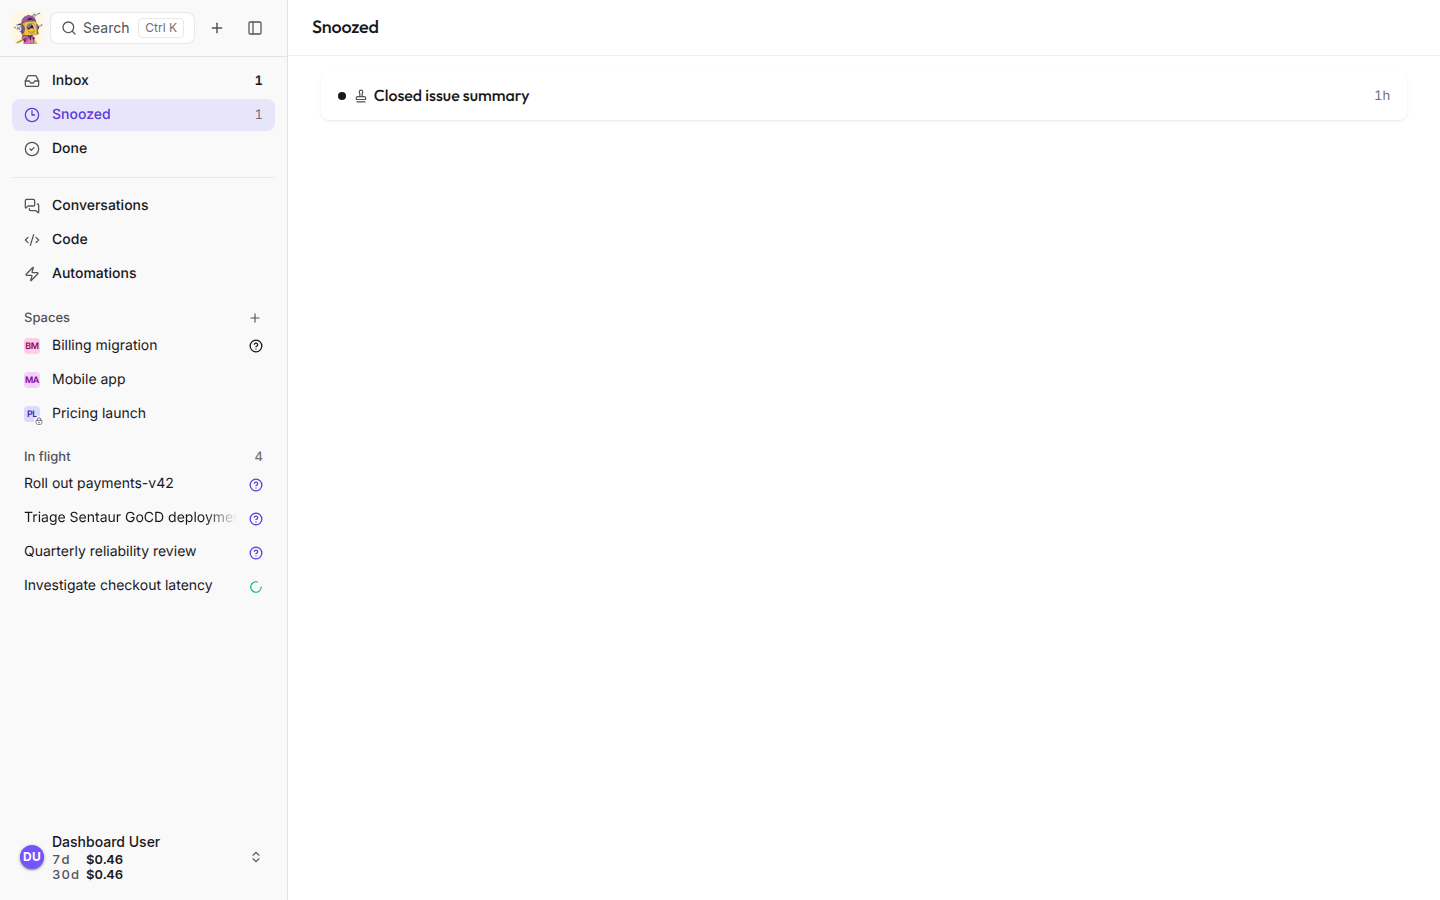 Search Ctrl K
Inbox 1
Snoozed 1
Done
Conversations
Code
Automations
Spaces
BM Billing migration
MA Mobile app
PL Pricing launch
In flight 4
Roll out payments-v42
Triage Sentaur GoCD deployme
Quarterly reliability review
Investigate checkout latency
DU Dashboard User
7d $0.46
30d $0.46
Snoozed
Closed issue summary 1h